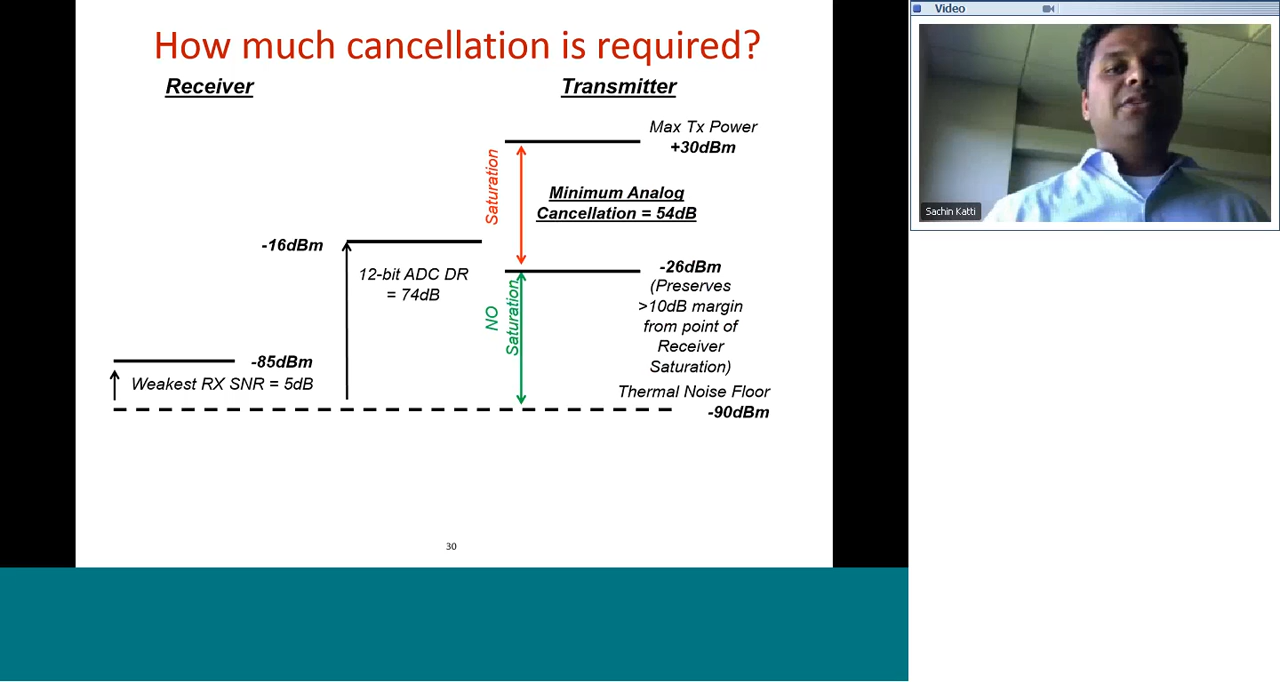 How much cancellation is required?
Receiver
Transmitter
Max Tx Power
+30dBm
Saturation
Minimum Analog
Cancellation = 54dB
-16dBm
12-bit ADC DR
= 74dB
-26dBm
(Preserves
>10dB margin
from point of
Receiver
Saturation)
NO
Saturation
-85dBm
Weakest RX SNR = 5dB
Thermal Noise Floor
-90dBm
30
Video
Sachin Katti